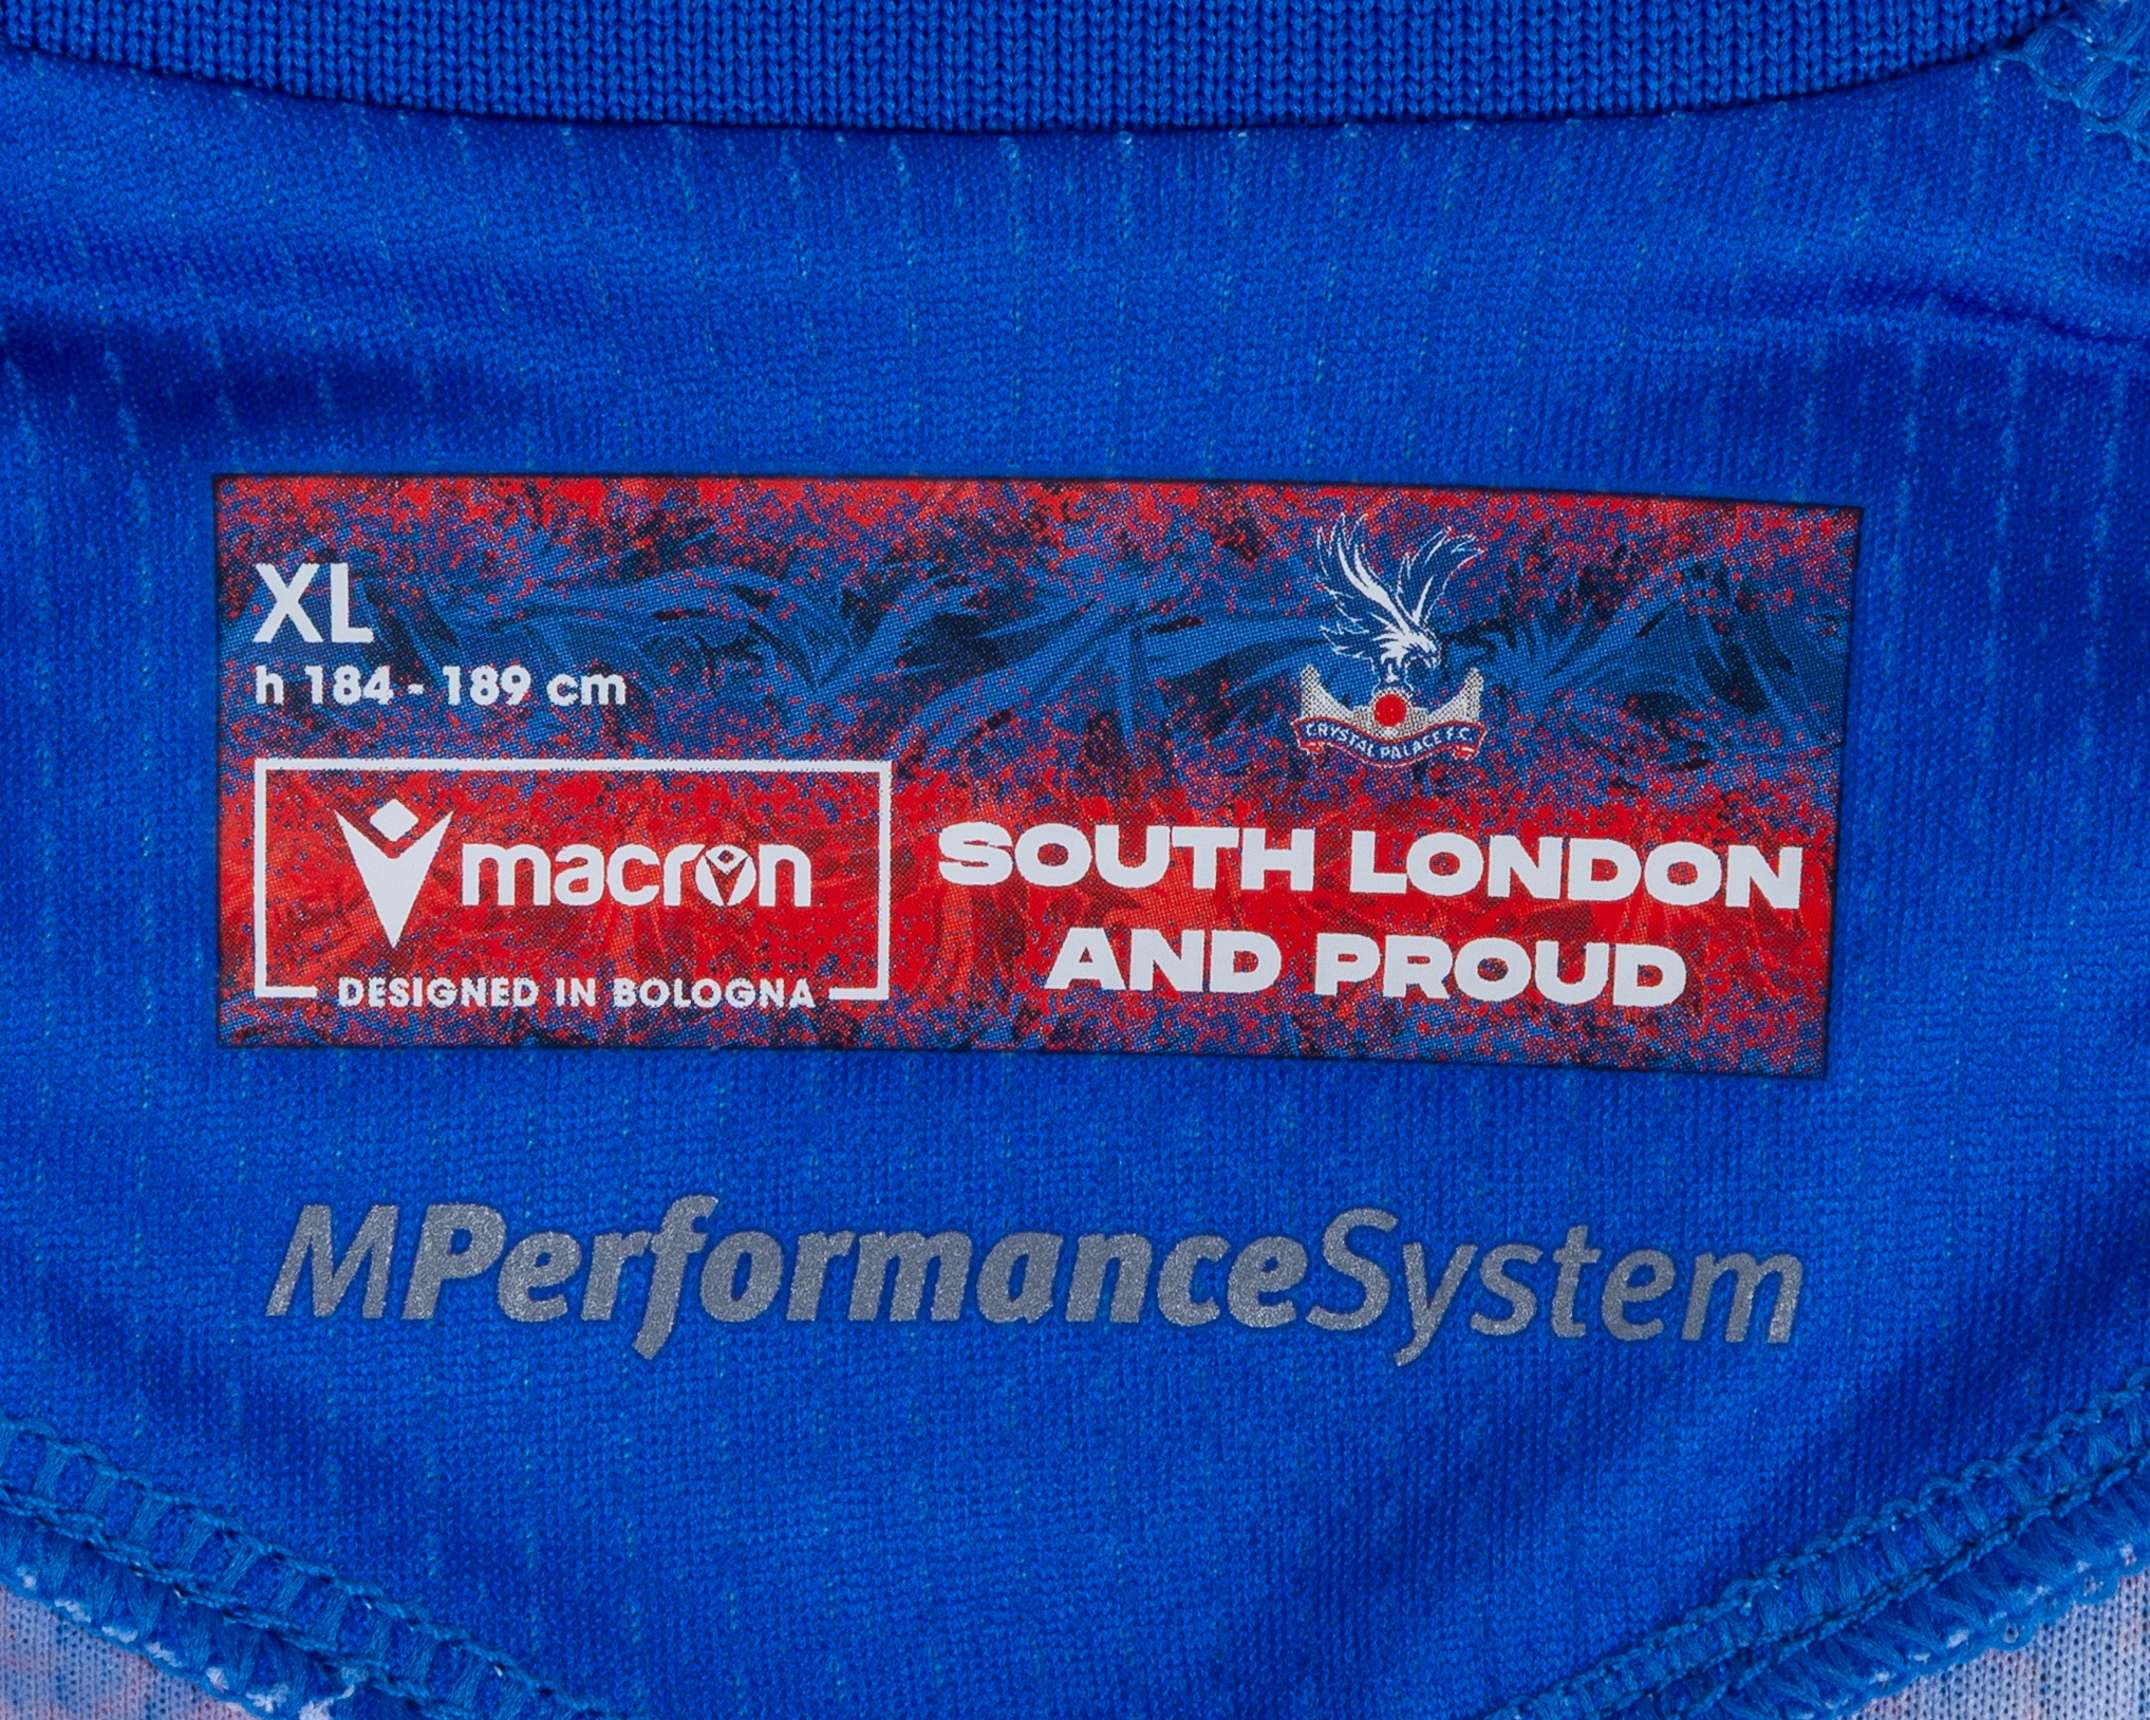 XL
h 184 - 189 cm
macron
DESIGNED IN BOLOGNA
CRYSTAL PALACE F.C
SOUTH LONDON
AND PROUD
MPerformanceSystem